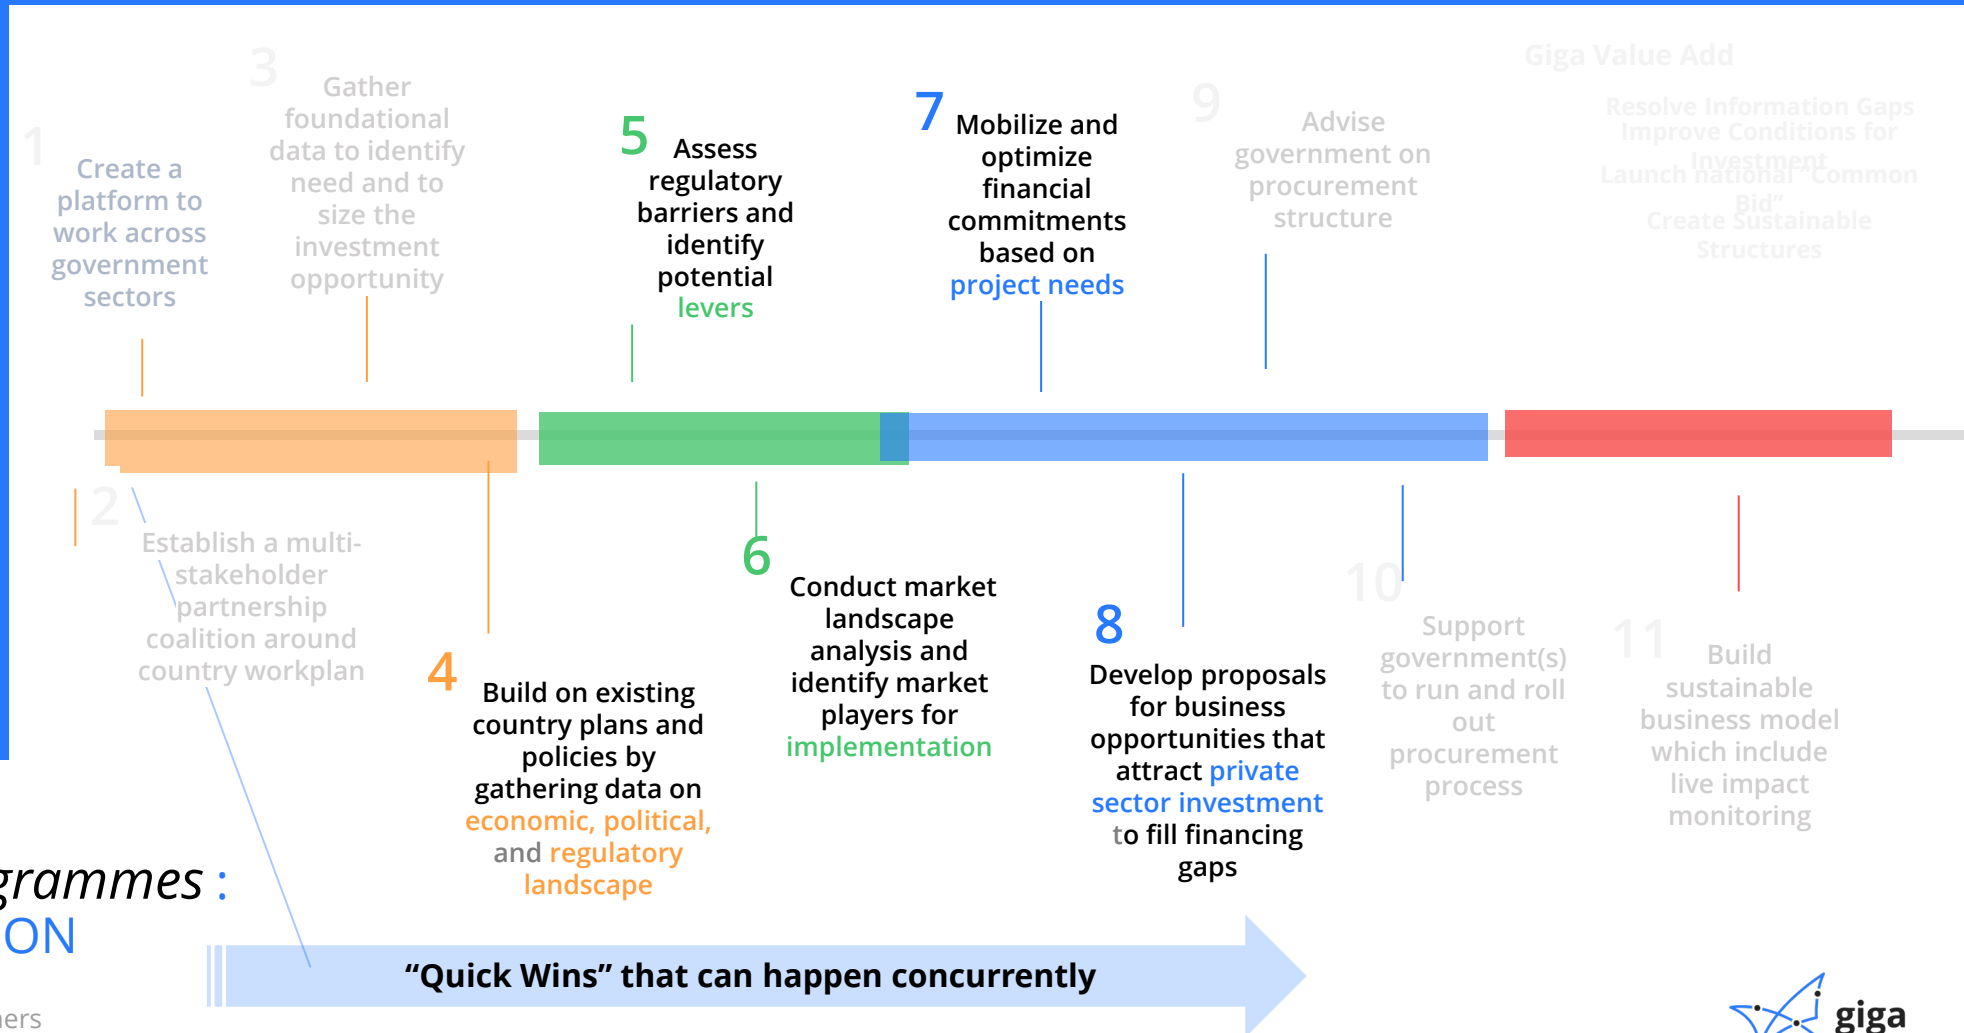 1
Create a
platform to
work across
government
sectors
3
Gather
foundational
data to identify
need and to
size the
investment
opportunity
5
Assess
regulatory
barriers and
identify
potential
levers
7
Mobilize and
optimize
financial
commitments
based on
project needs
9
Advise
government on
procurement
structure
Giga Value Add
Resolve Information Gaps
Improve Conditions for
Investment
Launch national “Common
Bid”
Create Sustainable
Structures
2
Establish a multi-
stakeholder
partnership
coalition around
country workplan
4
Build on existing
country plans and
policies by
gathering data on
economic, political,
and regulatory
landscape
6
Conduct market
landscape
analysis and
identify market
players for
implementation
8
Develop proposals
for business
opportunities that
attract private
sector investment
to fill financing
gaps
10
Support
government(s)
to run and roll
out
procurement
process
11
Build
sustainable
business model
which include
live impact
monitoring
grammes :
ON
ners
“Quick Wins” that can happen concurrently
giga